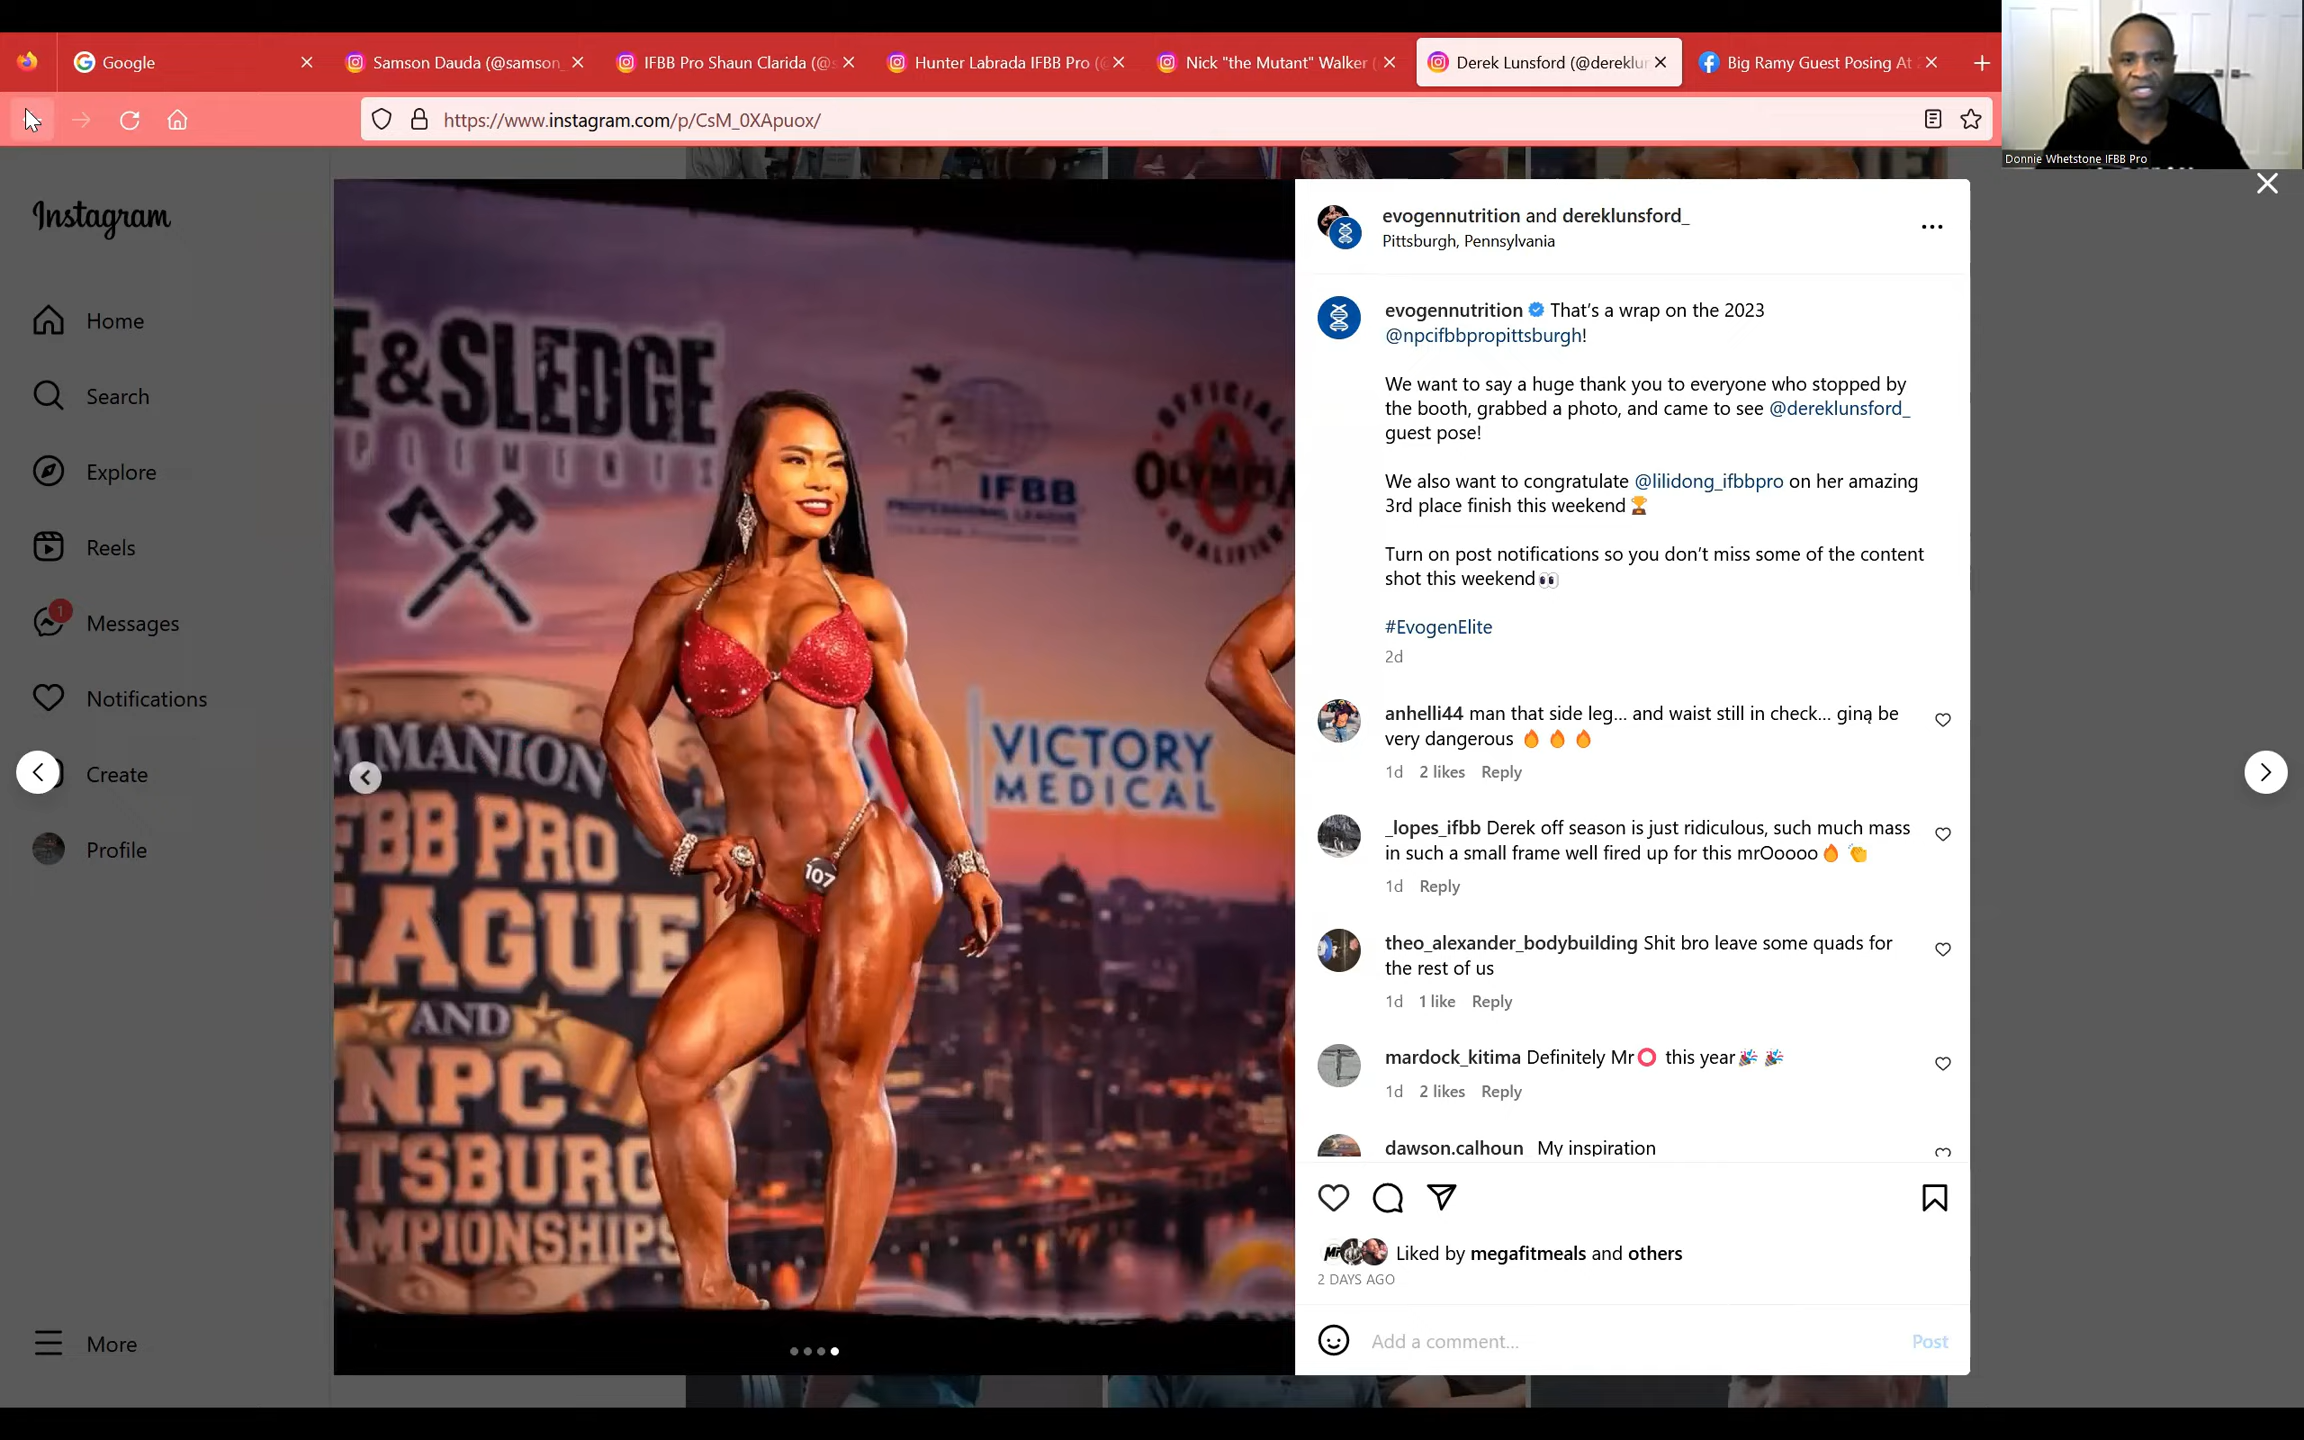 Google
Samson Dauda (@samson_
IFBB Pro Shaun Clarida (@s
Hunter Labrada IFBB Pro (@
Nick "the Mutant" Walker (
Derek Lunsford (@dereklur
Big Ramy Guest Posing At
https://www.instagram.com/p/CsM_0XApuox/
Donnie Whetstone IFBB Pro
Instagram
Home
Search
Explore
Reels
1
Messages
Notifications
Create
Profile
More
E & SLEDGE
PLEMENTS
IFBB
PROFESSIONAL LEAGUE
OFFICIAL
OLYMPIA
QUALIFIER
VICTORY
MEDICAL
107
M MANION
FBB PRO
EAGUE
AND
NPC
TTSBURG
AMPIONSHIPS
evogennutrition and dereklunsford_
Pittsburgh, Pennsylvania
evogennutrition That's a wrap on the 2023
@npcifbbpropittsburgh!
We want to say a huge thank you to everyone who stopped by
the booth, grabbed a photo, and came to see @dereklunsford_
guest pose!
We also want to congratulate @lilidong_ifbbpro on her amazing
3rd place finish this weekend🏆
Turn on post notifications so you don't miss some of the content
shot this weekend👀
#EvogenElite
2d
anhelli44 man that side leg... and waist still in check... giną be
very dangerous 🔥 🔥 🔥
1d 2 likes Reply
_lopes_ifbb Derek off season is just ridiculous, such much mass
in such a small frame well fired up for this mrOoooo🔥 👏
1d Reply
theo_alexander_bodybuilding Shit bro leave some quads for
the rest of us
1d 1 like Reply
mardock_kitima Definitely Mr⭕ this year🎉 🎉
1d 2 likes Reply
dawson.calhoun My inspiration
Liked by megafitmeals and others
2 DAYS AGO
Add a comment...
Post